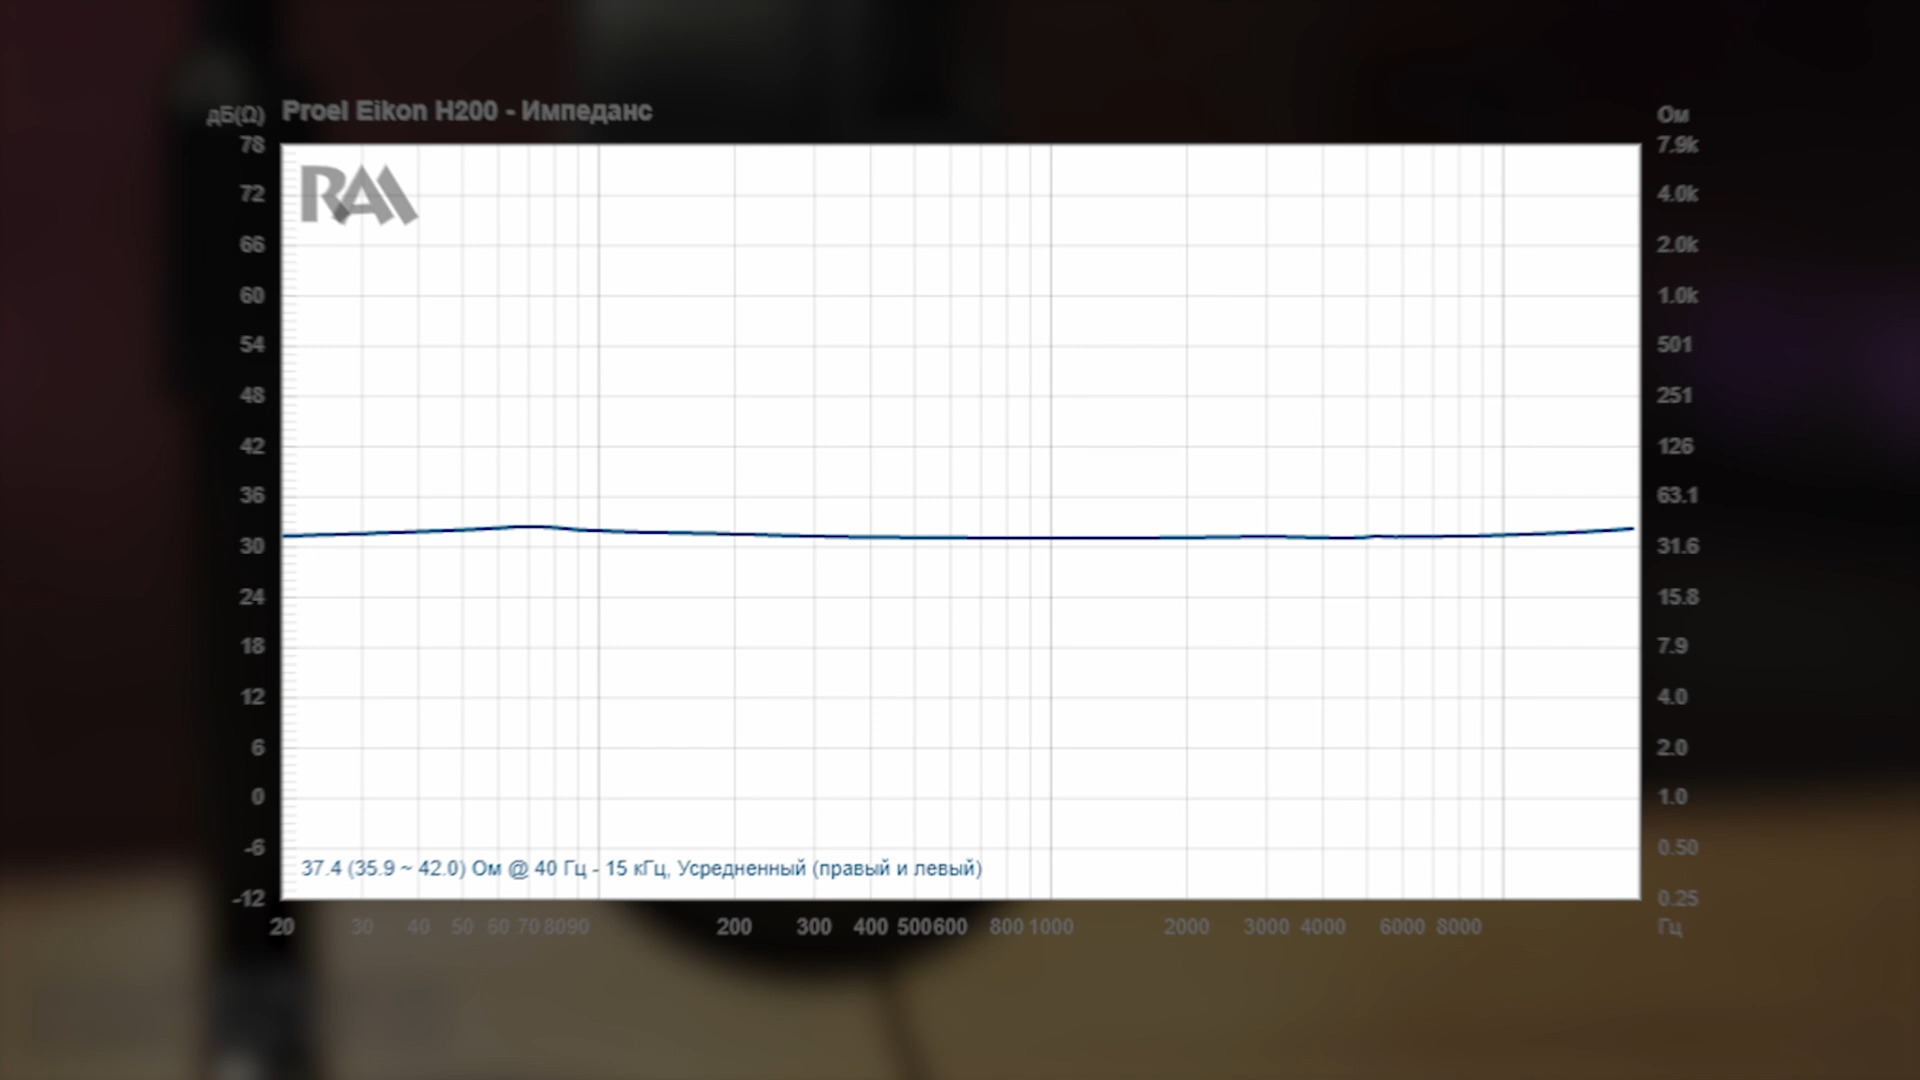 дБ(Ω) Proel Eikon H200 - Импеданс Ом
78 7.9k
RAA
72 4.0k
66 2.0k
60 1.0k
54 501
48 251
42 126
36 63.1
30 31.6
24 15.8
18 7.9
12 4.0
6 2.0
0 1.0
-6 0.50
37.4 (35.9 ~ 42.0) Ом @ 40 Гц - 15 кГц, Усредненный (правый и левый)
-12 0.25
20 30 40 50 60 70 80 90 200 300 400 500 600 800 1000 2000 3000 4000 6000 8000 Гц